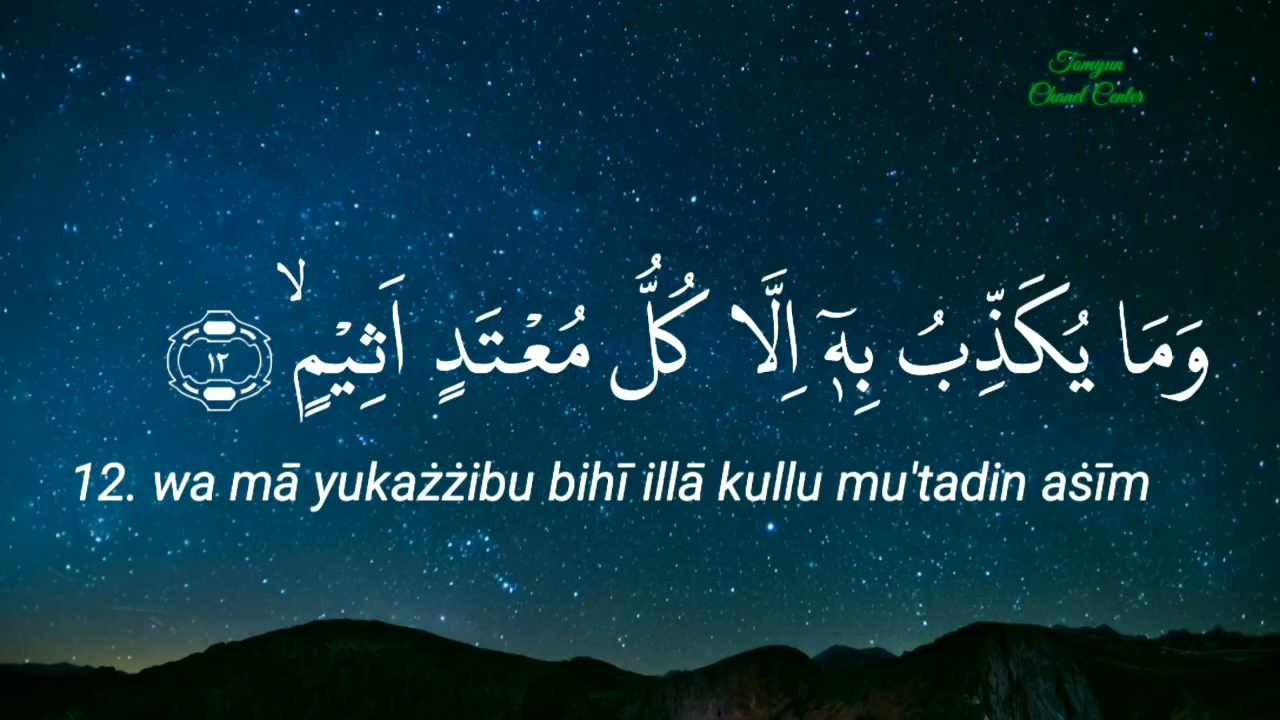 Tomyun
Chanel Center
وَمَا يُكَذِّبُ بِهٖٓ اِلَّا كُلُّ مُعْتَدٍ اَثِيْمٍۙ ١٢
12. wa mā yukażżibu bihī illā kullu mu'tadin aṡīm